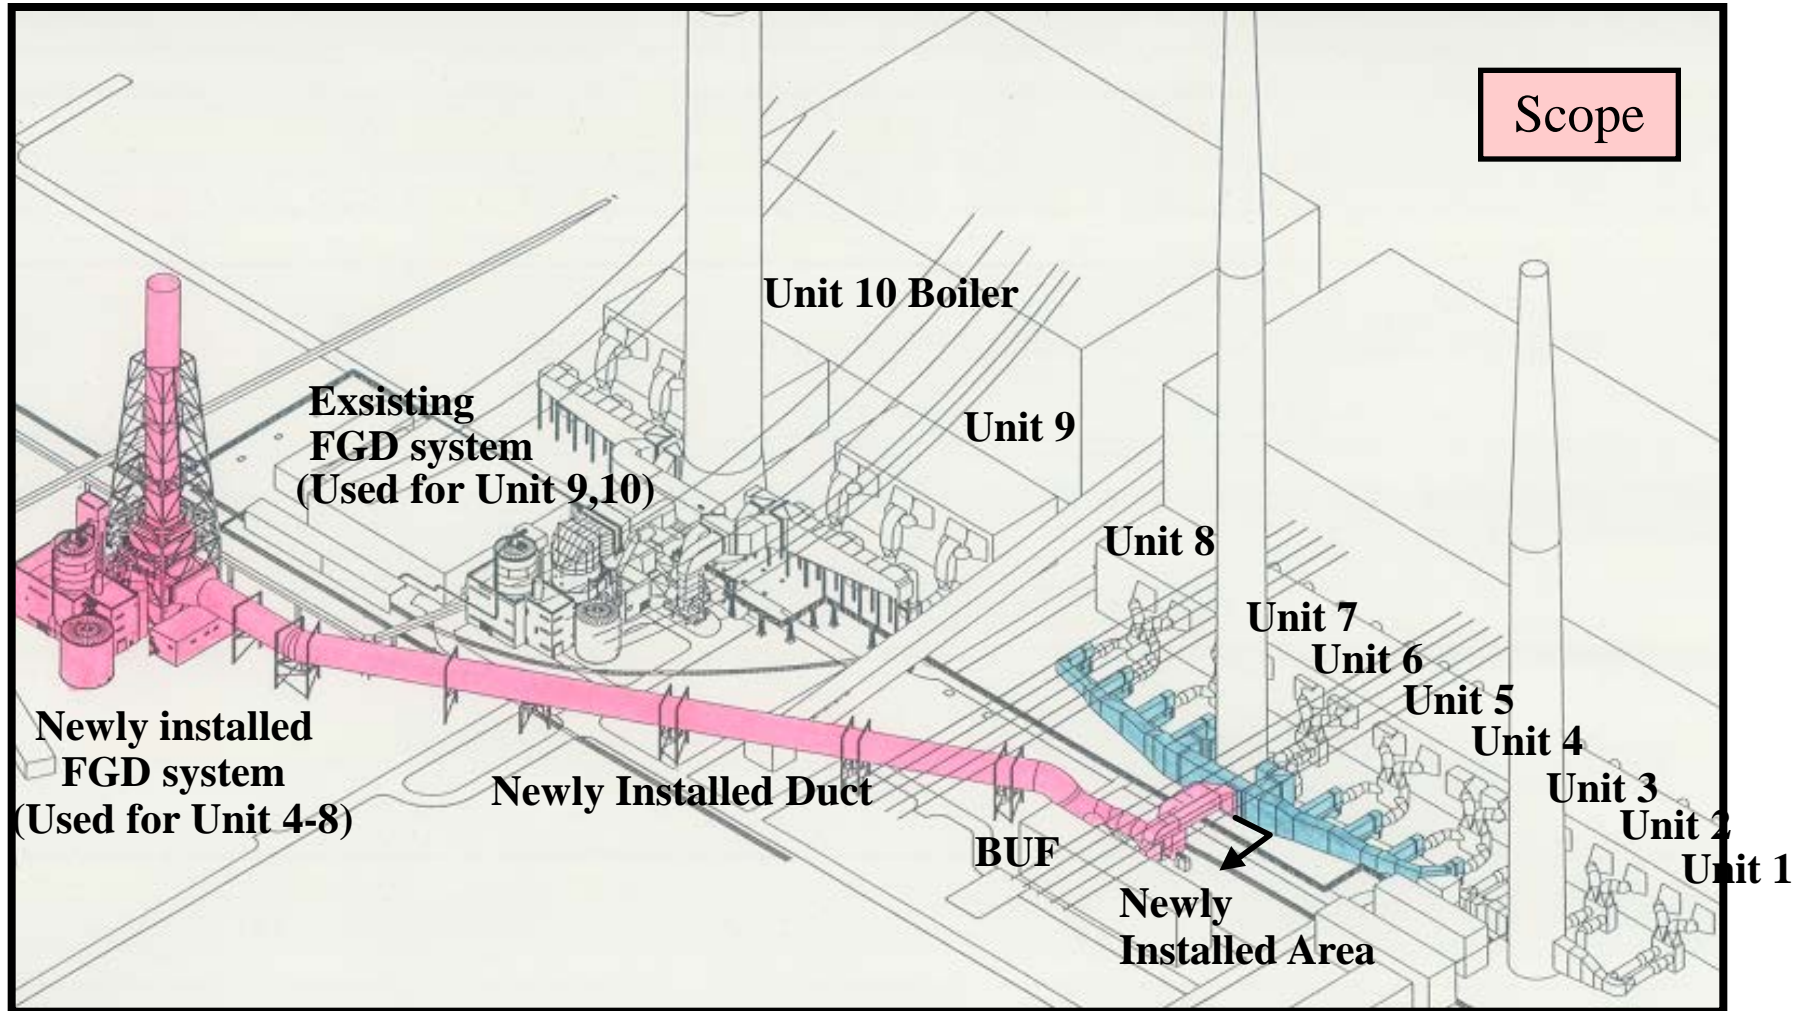 Scope
Unit 10 Boiler
Exsisting
FGD system
(Used for Unit 9,10)
Unit 9
Unit 8
Unit 7
Unit 6
Unit 5
Unit 4
Unit 3
Unit 2
Unit 1
Newly installed
FGD system
(Used for Unit 4-8)
Newly Installed Duct
BUF
Newly
Installed Area